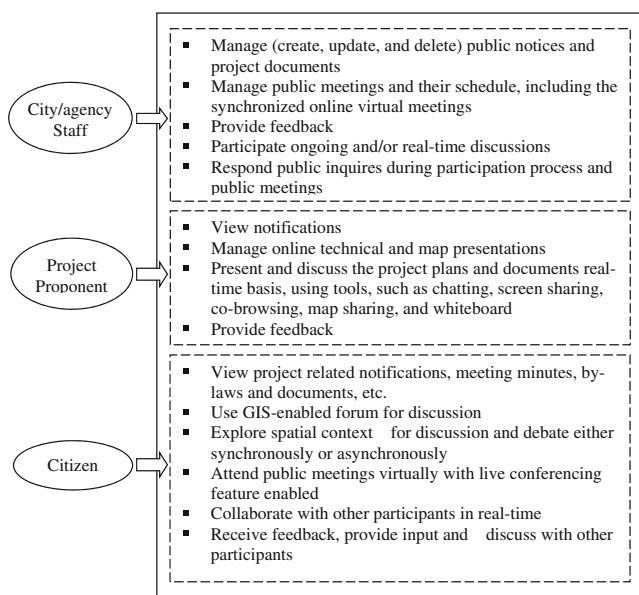 City/agency
Staff
▪ Manage (create, update, and delete) public notices and
project documents
▪ Manage public meetings and their schedule, including the
synchronized online virtual meetings
▪ Provide feedback
▪ Participate ongoing and/or real-time discussions
▪ Respond public inquires during participation process and
public meetings
Project
Proponent
▪ View notifications
▪ Manage online technical and map presentations
▪ Present and discuss the project plans and documents real-
time basis, using tools, such as chatting, screen sharing,
co-browsing, map sharing, and whiteboard
▪ Provide feedback
Citizen
▪ View project related notifications, meeting minutes, by-
laws and documents, etc.
▪ Use GIS-enabled forum for discussion
▪ Explore spatial context for discussion and debate either
synchronously or asynchronously
▪ Attend public meetings virtually with live conferencing
feature enabled
▪ Collaborate with other participants in real-time
▪ Receive feedback, provide input and discuss with other
participants